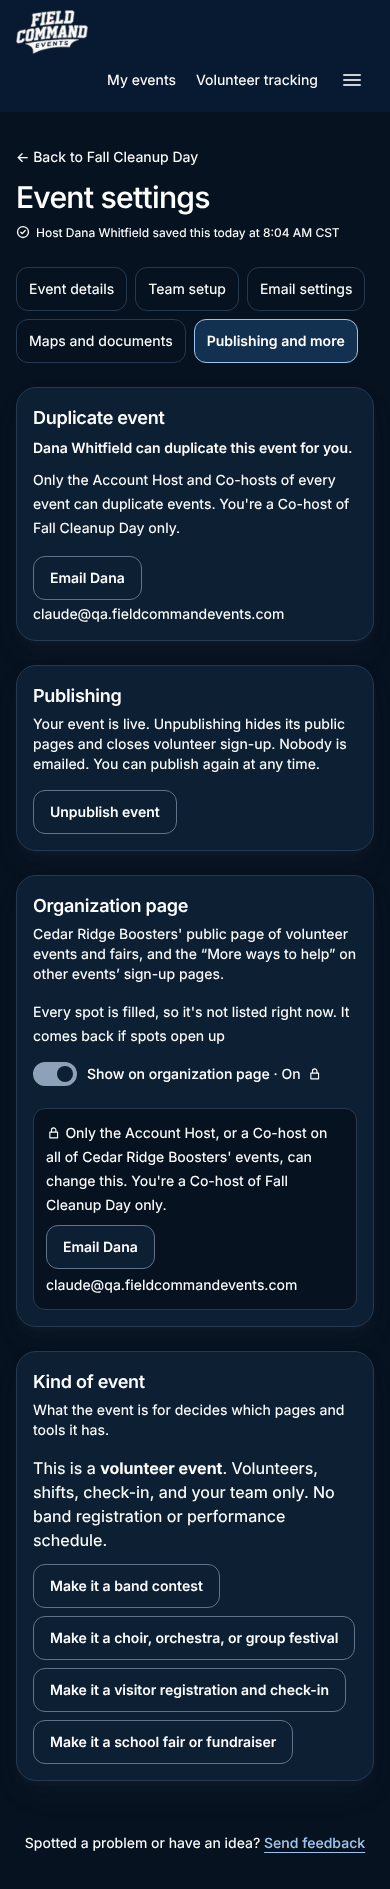 FIELD
COMMAND
EVENTS
My events Volunteer tracking
← Back to Fall Cleanup Day
Event settings
Host Dana Whitfield saved this today at 8:04 AM CST
Event details Team setup Email settings
Maps and documents Publishing and more
Duplicate event
Dana Whitfield can duplicate this event for you.
Only the Account Host and Co-hosts of every
event can duplicate events. You're a Co-host of
Fall Cleanup Day only.
Email Dana
claude@qa.fieldcommandevents.com
Publishing
Your event is live. Unpublishing hides its public
pages and closes volunteer sign-up. Nobody is
emailed. You can publish again at any time.
Unpublish event
Organization page
Cedar Ridge Boosters' public page of volunteer
events and fairs, and the “More ways to help” on
other events’ sign-up pages.
Every spot is filled, so it's not listed right now. It
comes back if spots open up
Show on organization page · On
Only the Account Host, or a Co-host on
all of Cedar Ridge Boosters' events, can
change this. You're a Co-host of Fall
Cleanup Day only.
Email Dana
claude@qa.fieldcommandevents.com
Kind of event
What the event is for decides which pages and
tools it has.
This is a volunteer event. Volunteers,
shifts, check-in, and your team only. No
band registration or performance
schedule.
Make it a band contest
Make it a choir, orchestra, or group festival
Make it a visitor registration and check-in
Make it a school fair or fundraiser
Spotted a problem or have an idea? Send feedback